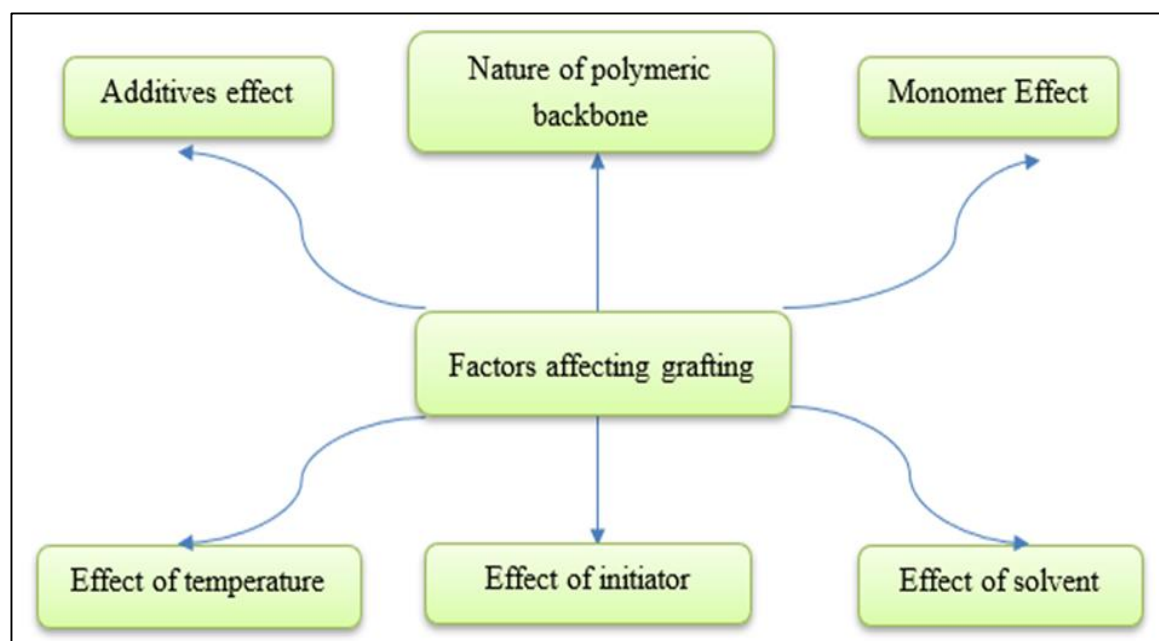 Additives effect
Nature of polymeric
backbone
Monomer Effect
Factors affecting grafting
Effect of temperature
Effect of initiator
Effect of solvent